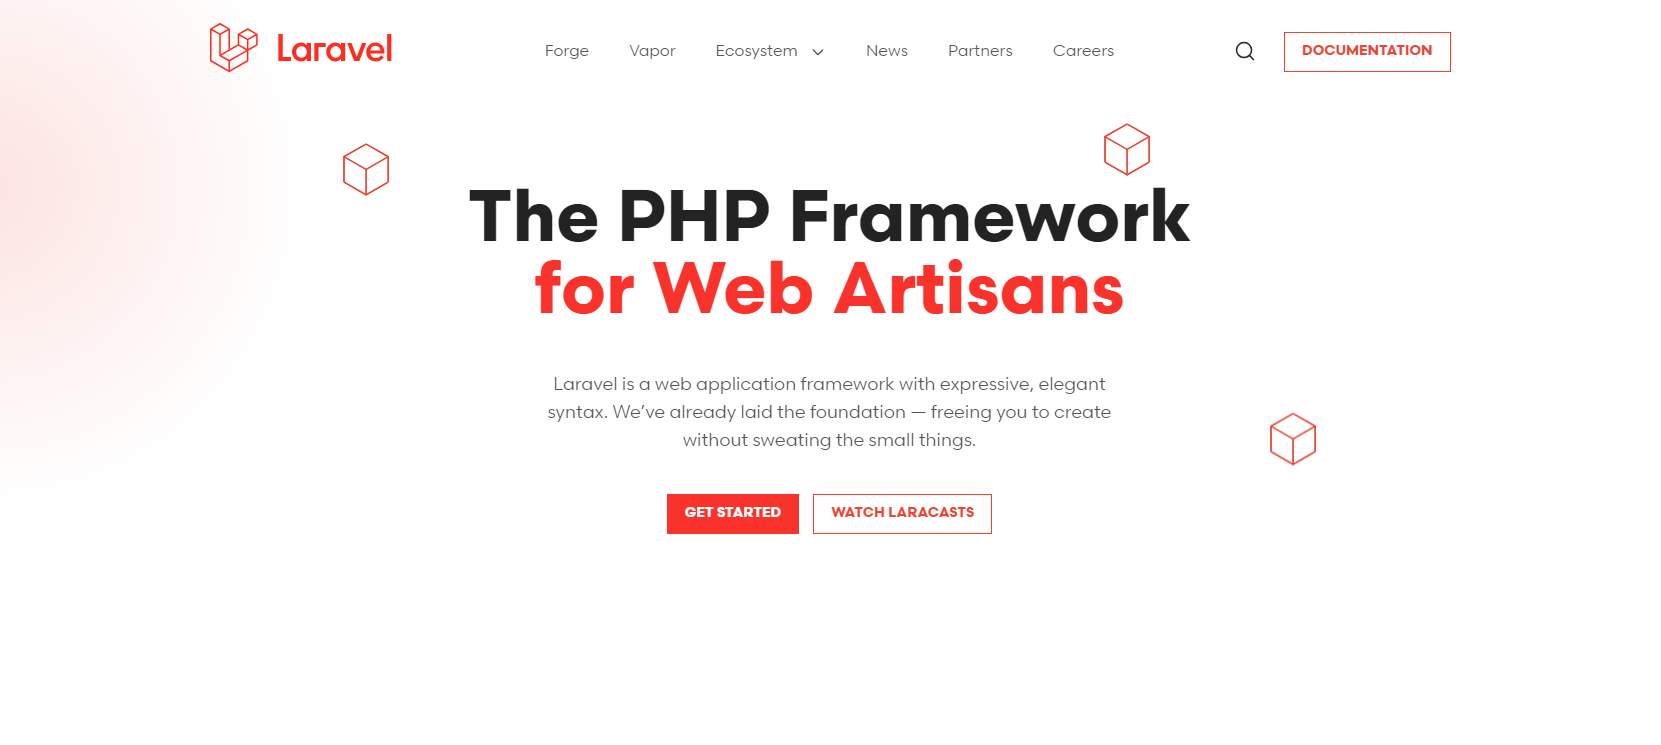 Laravel
Forge Vapor Ecosystem News Partners Careers
DOCUMENTATION
The PHP Framework
for Web Artisans
Laravel is a web application framework with expressive, elegant
syntax. We’ve already laid the foundation — freeing you to create
without sweating the small things.
GET STARTED
WATCH LARACASTS